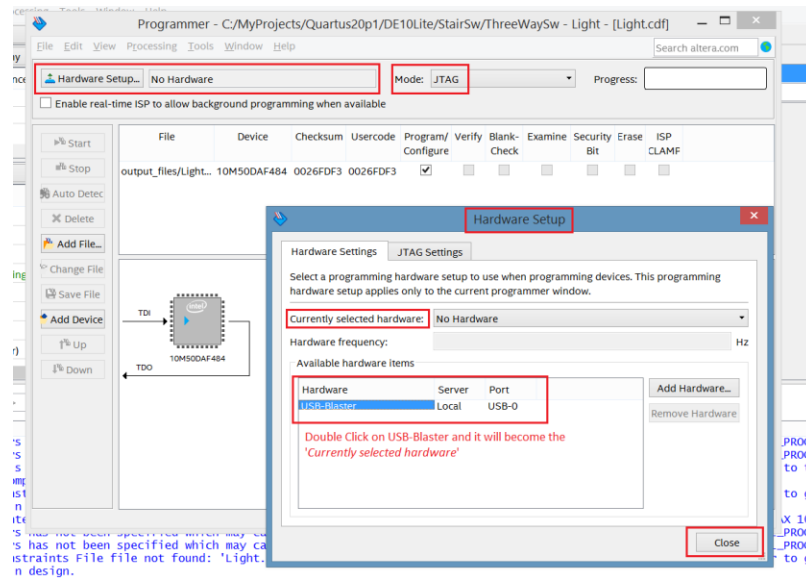 Programmer - C:/MyProjects/Quartus20p1/DE10Lite/StairSw/ThreeWaySw - Light - [Light.cdf]
File Edit View Processing Tools Window Help
Search altera.com
Hardware Setup... No Hardware
Mode: JTAG
Progress:
Enable real-time ISP to allow background programming when available
Start
Stop
Auto Detec
Delete
Add File...
Change File
Save File
Add Device
Up
Down
File Device Checksum Usercode Program/ Verify Blank- Examine Security Erase ISP
Configure Check Bit CLAMP
output_files/Light... 10M50DAF484 0026FDF3 0026FDF3
TDI
intel
10M50DAF484
TDO
Hardware Setup
Hardware Settings JTAG Settings
Select a programming hardware setup to use when programming devices. This programming
hardware setup applies only to the current programmer window.
Currently selected hardware: No Hardware
Hardware frequency: Hz
Available hardware items
Hardware Server Port
USB-Blaster Local USB-0
Add Hardware...
Remove Hardware
Double Click on USB-Blaster and it will become the
'Currently selected hardware'
Close
s has not been specified which may ca
straints File file not found: 'Light.
n design.